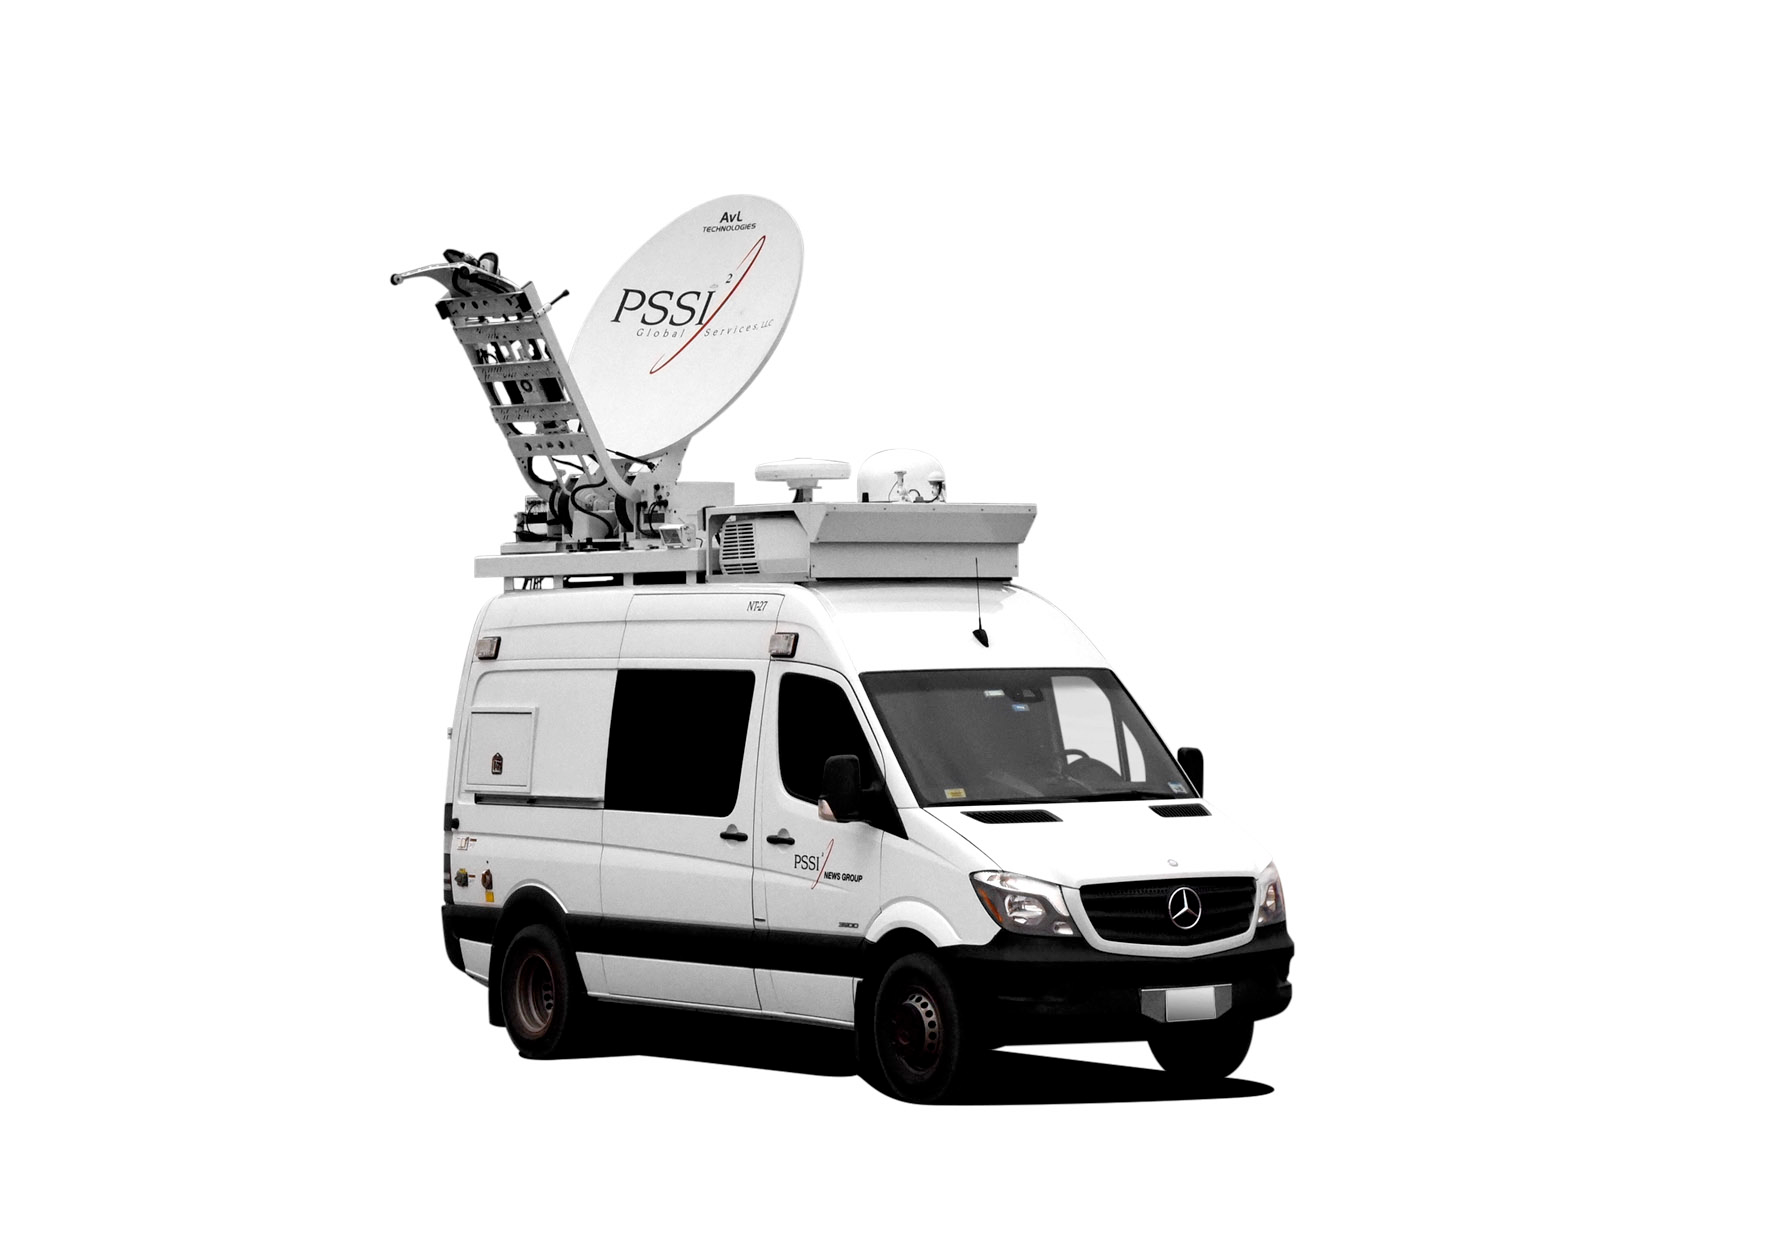 AvL
TECHNOLOGIES
PSSI 2
Global Services, LLC
NT-27
PSSI 2
NEWS GROUP
3500